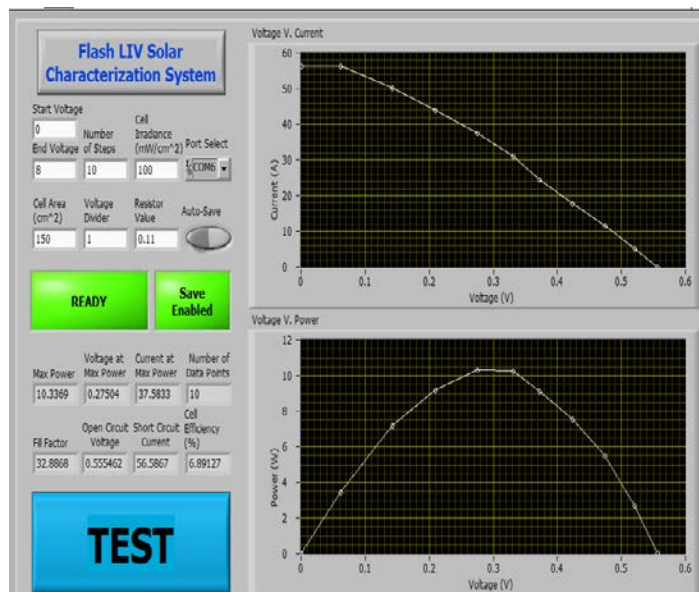 Flash LIV Solar
Characterization System
Start Voltage
0
End Voltage
8
Number
of Steps
10
Cell
Irradance
(mW/cm^2)
100
Port Select
COM6
Cell Area
(cm^2)
150
Voltage
Divider
1
Resistor
Value
0.11
Auto-Save
READY
Save
Enabled
Max Power
10.3369
Voltage at
Max Power
0.27504
Current at
Max Power
37.5833
Number of
Data Points
10
Fill Factor
32.8868
Open Circuit
Voltage
0.555462
Short Circuit
Current
56.5867
Cell
Efficiency
(%)
6.89127
TEST
Voltage V. Current
Current (A)
60
50
40
30
20
10
0
0 0.1 0.2 0.3 0.4 0.5 0.6
Voltage (V)
Voltage V. Power
Power (W)
12
10
8
6
4
2
0
0 0.1 0.2 0.3 0.4 0.5 0.6
Voltage (V)